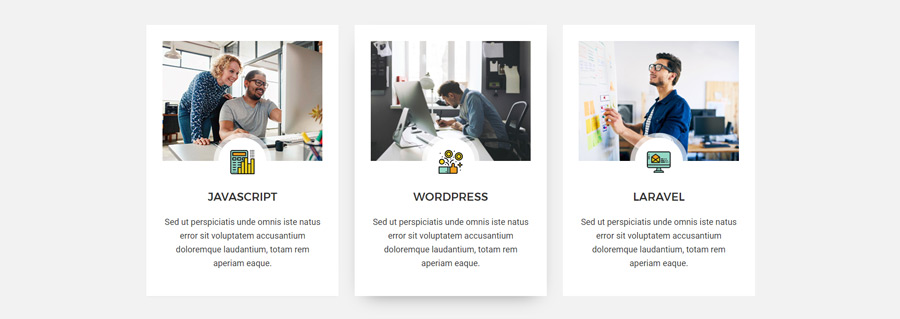 JAVASCRIPT
Sed ut perspiciatis unde omnis iste natus
error sit voluptatem accusantium
doloremque laudantium, totam rem
aperiam eaque.
WORDPRESS
Sed ut perspiciatis unde omnis iste natus
error sit voluptatem accusantium
doloremque laudantium, totam rem
aperiam eaque.
LARAVEL
Sed ut perspiciatis unde omnis iste natus
error sit voluptatem accusantium
doloremque laudantium, totam rem
aperiam eaque.